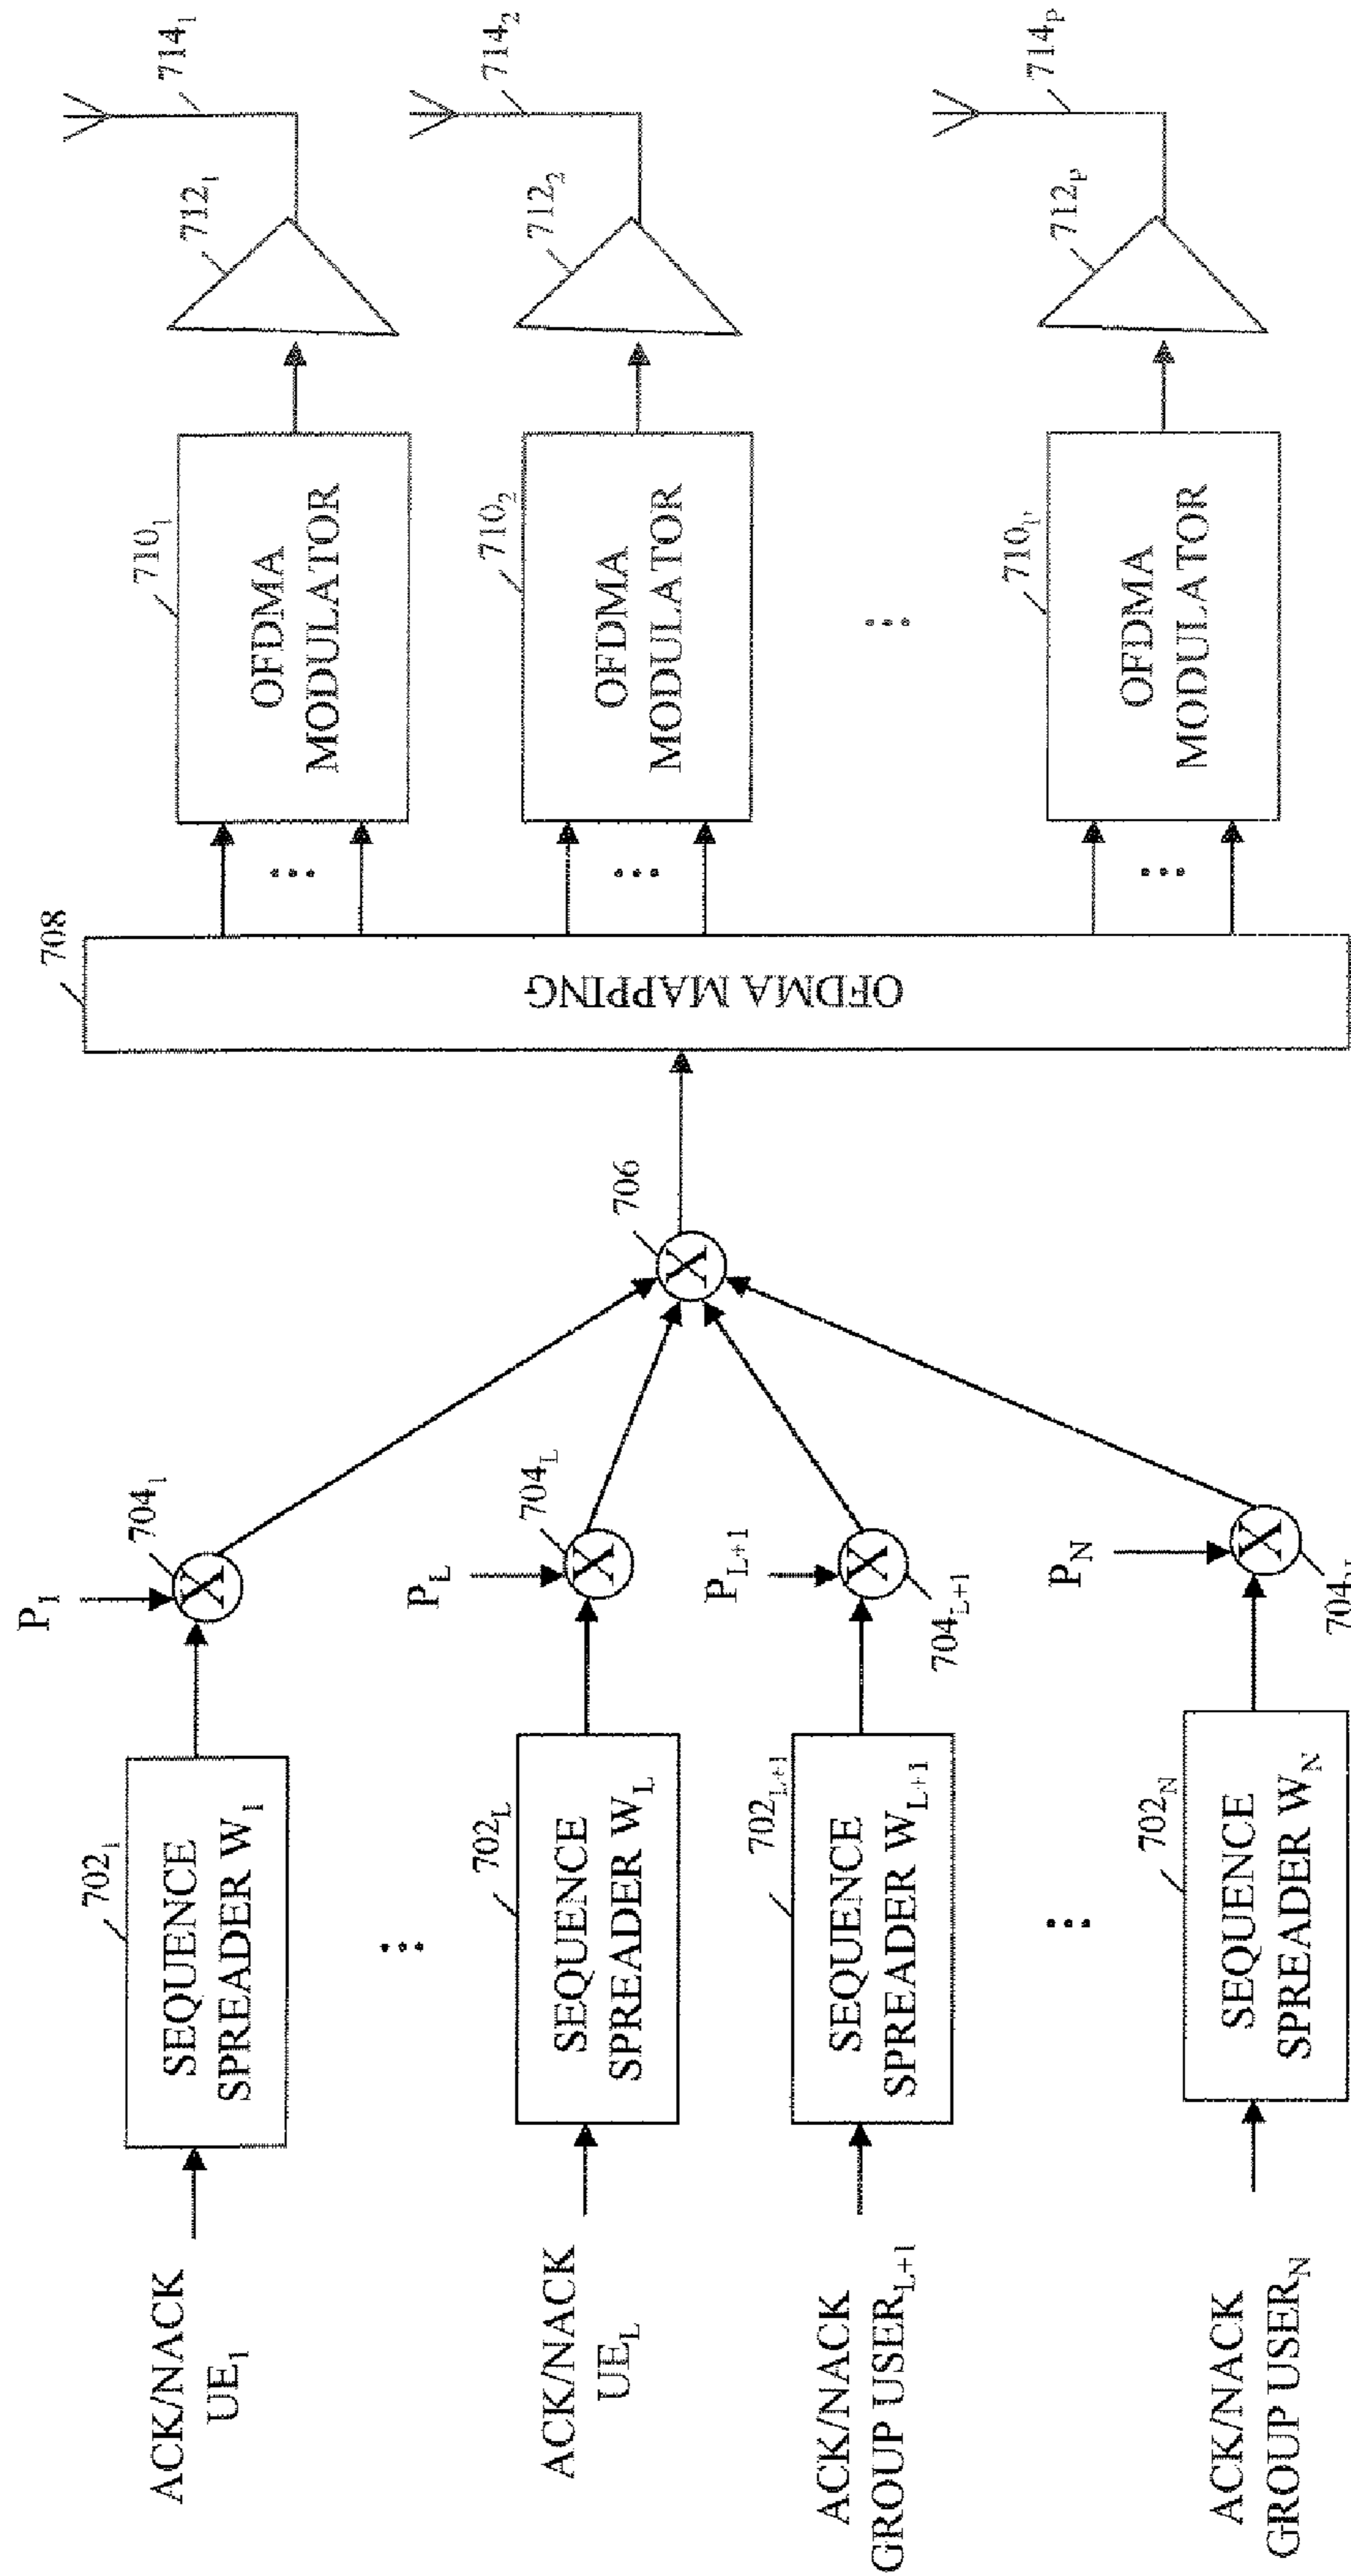 ACK/NACK
UE1
ACK/NACK
UEL
ACK/NACK
GROUP USERL+1
ACK/NACK
GROUP USERN
7021
SEQUENCE
SPREADER W1
...
702L
SEQUENCE
SPREADER WL
702L+1
SEQUENCE
SPREADER WL+1
...
702N
SEQUENCE
SPREADER WN
P1
7041
X
PL
704L
X
PL+1
704L+1
X
PN
704N
X
706
X
708
OFDMA MAPPING
...
...
...
7101
OFDMA
MODULATOR
7102
OFDMA
MODULATOR
...
710P
OFDMA
MODULATOR
7121
7122
712P
7141
7142
714P